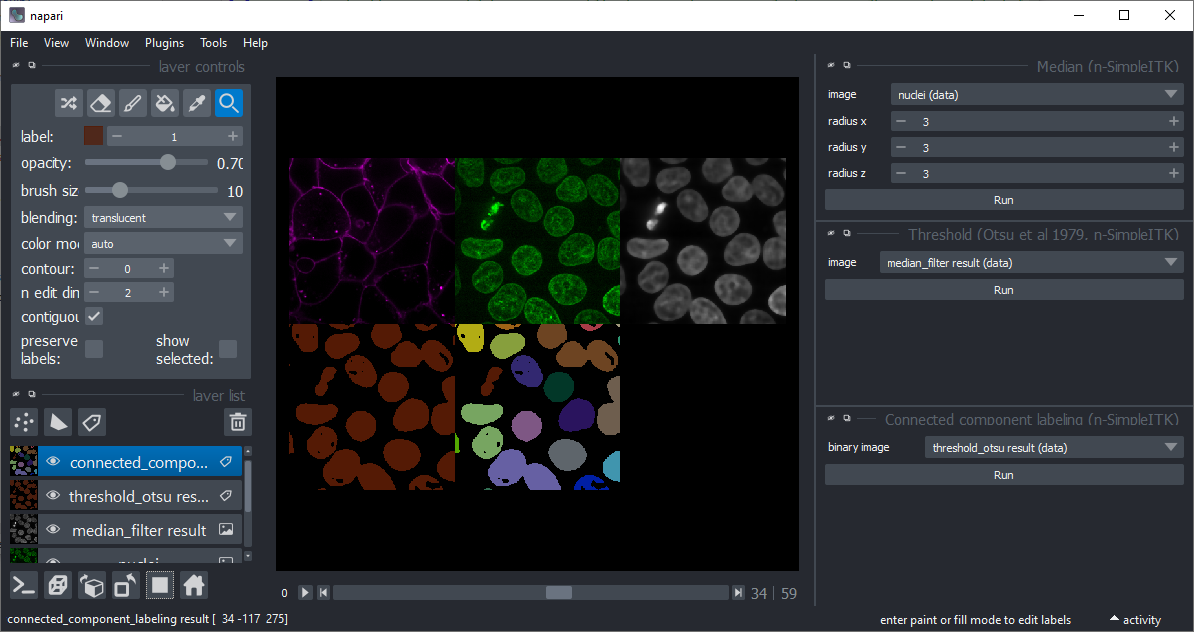 napari
File View Window Plugins Tools Help
layer controls
label: 1
opacity: 0.70
brush siz 10
blending: translucent
color mo auto
contour: 0
n edit din 2
contiguou
preserve labels: show selected:
layer list
connected_compo...
threshold_otsu res...
median_filter result
nuclei
0 34 | 59
Median (n-SimpleITK)
image nuclei (data)
radius x 3
radius y 3
radius z 3
Run
Threshold (Otsu et al 1979, n-SimpleITK)
image median_filter result (data)
Run
Connected component labeling (n-SimpleITK)
binary image threshold_otsu result (data)
Run
connected_component_labeling result [ 34 -117 275]
enter paint or fill mode to edit labels
activity